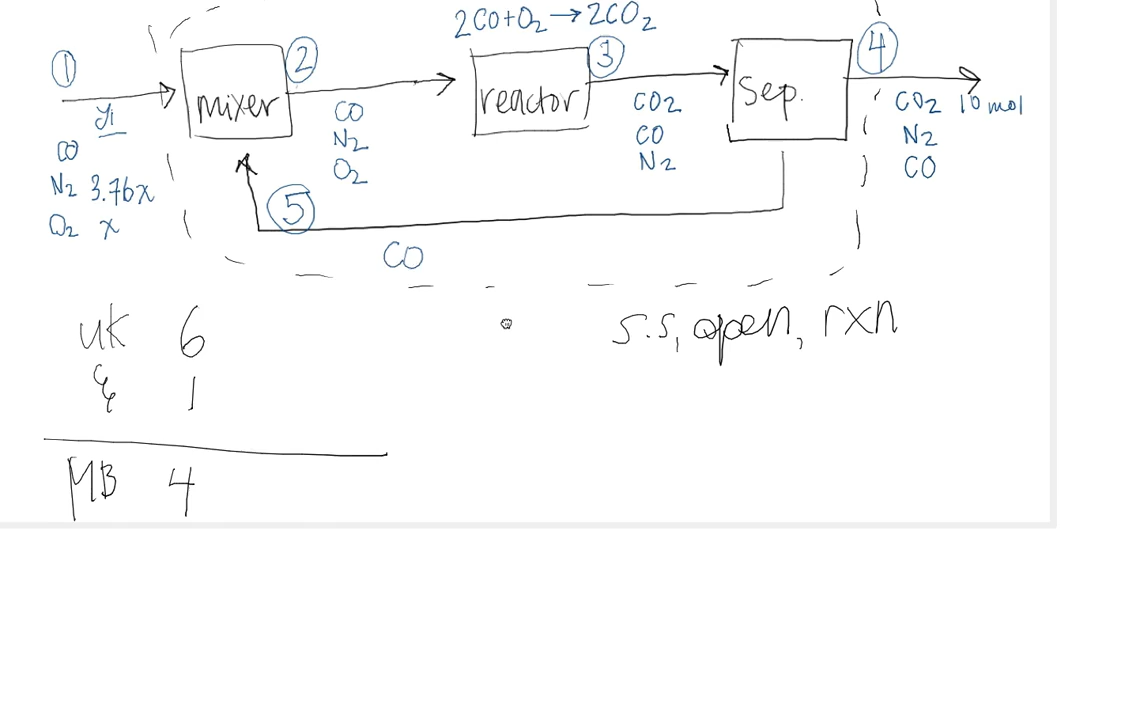 2CO+O₂→2CO₂
① ② ③ ④
mixer reactor Sep.
y₁
CO
N₂ 3.76x
O₂ x
CO
N₂
O₂
CO2
CO
N2
CO₂ 10 mol
N₂
CO
⑤
CO
uk 6
ξ 1
MB 4
s.s, open, rxn